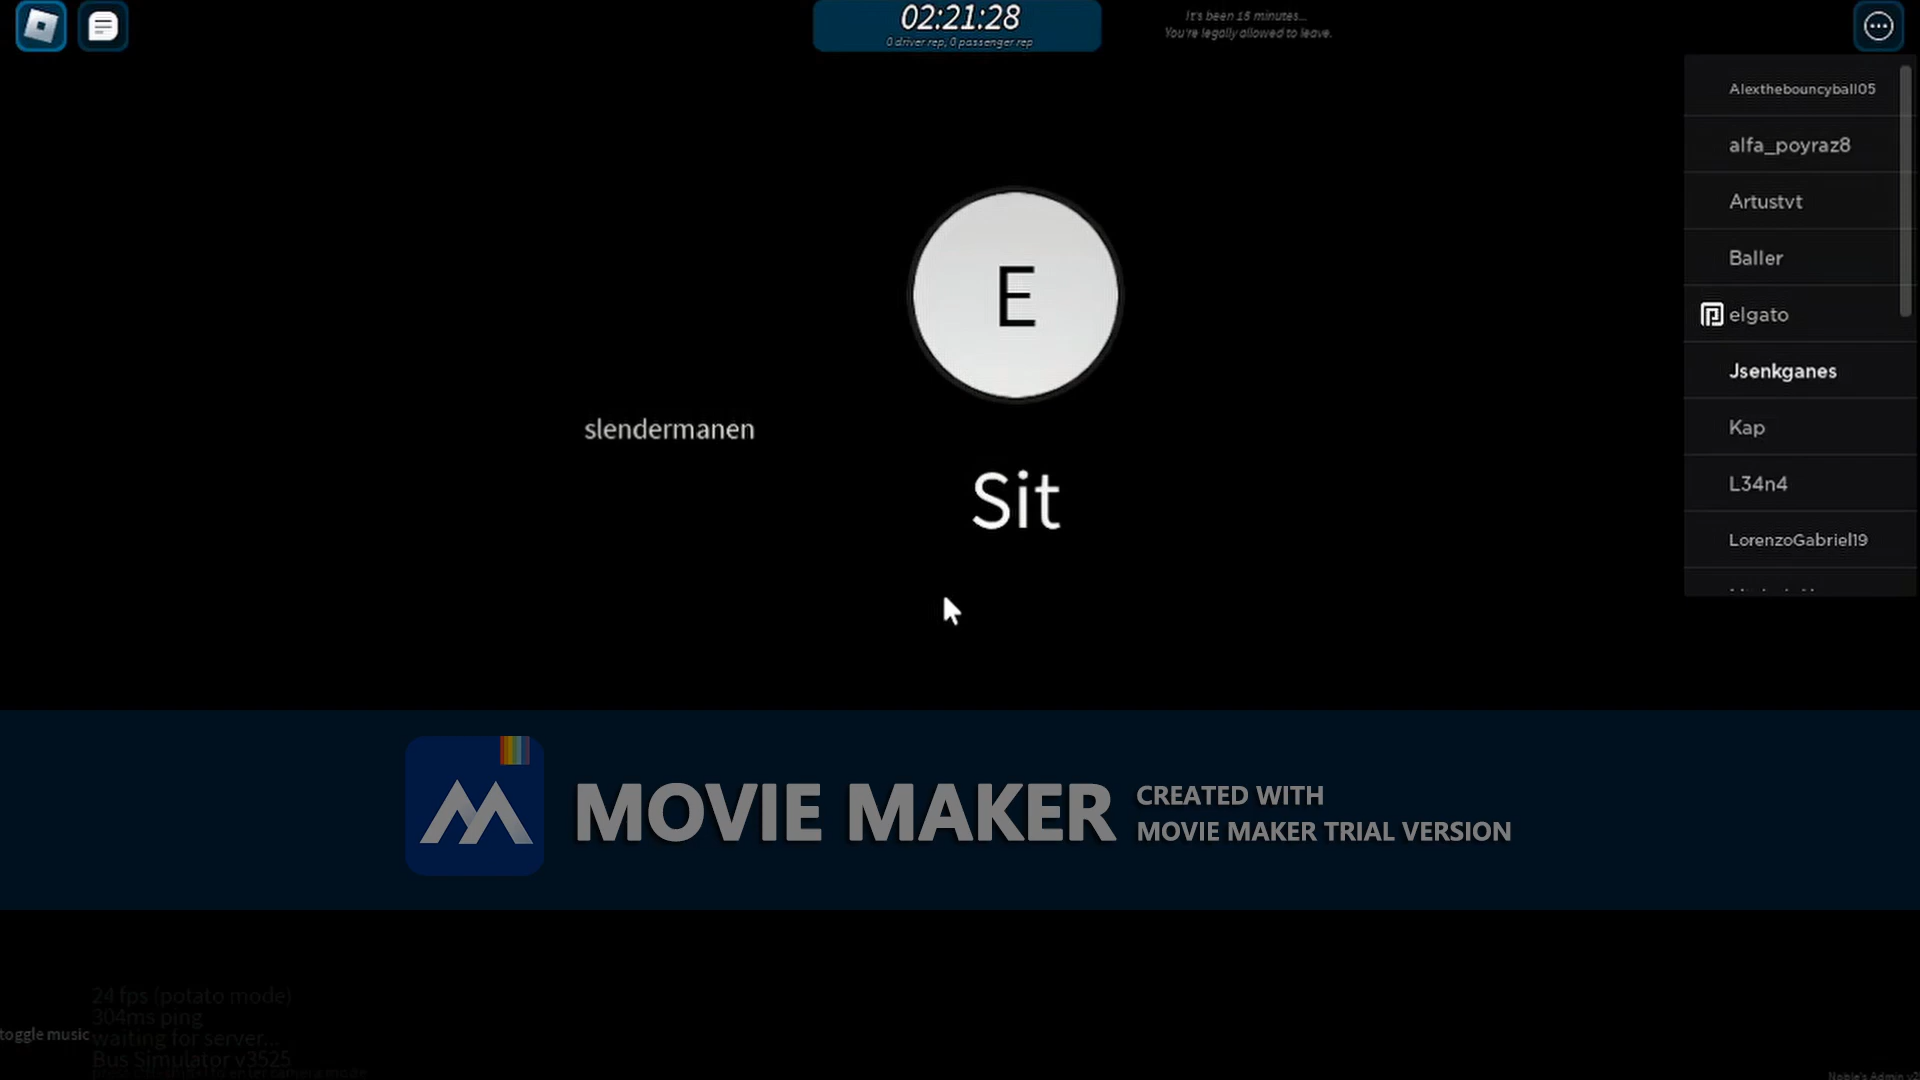 02:21:28
0 driver rep, 0 passenger rep
It's been 15 minutes...
You're legally allowed to leave.
Alexthebouncyball05
alfa_poyraz8
Artustvt
Baller
elgato
Jsenkganes
Kap
L34n4
LorenzoGabriel19
E
slendermanen
Sit
MOVIE MAKER
CREATED WITH
MOVIE MAKER TRIAL VERSION
24 fps (potato mode)
304ms ping
toggle music
waiting for server...
Bus Simulator v3525
Noble's Admin